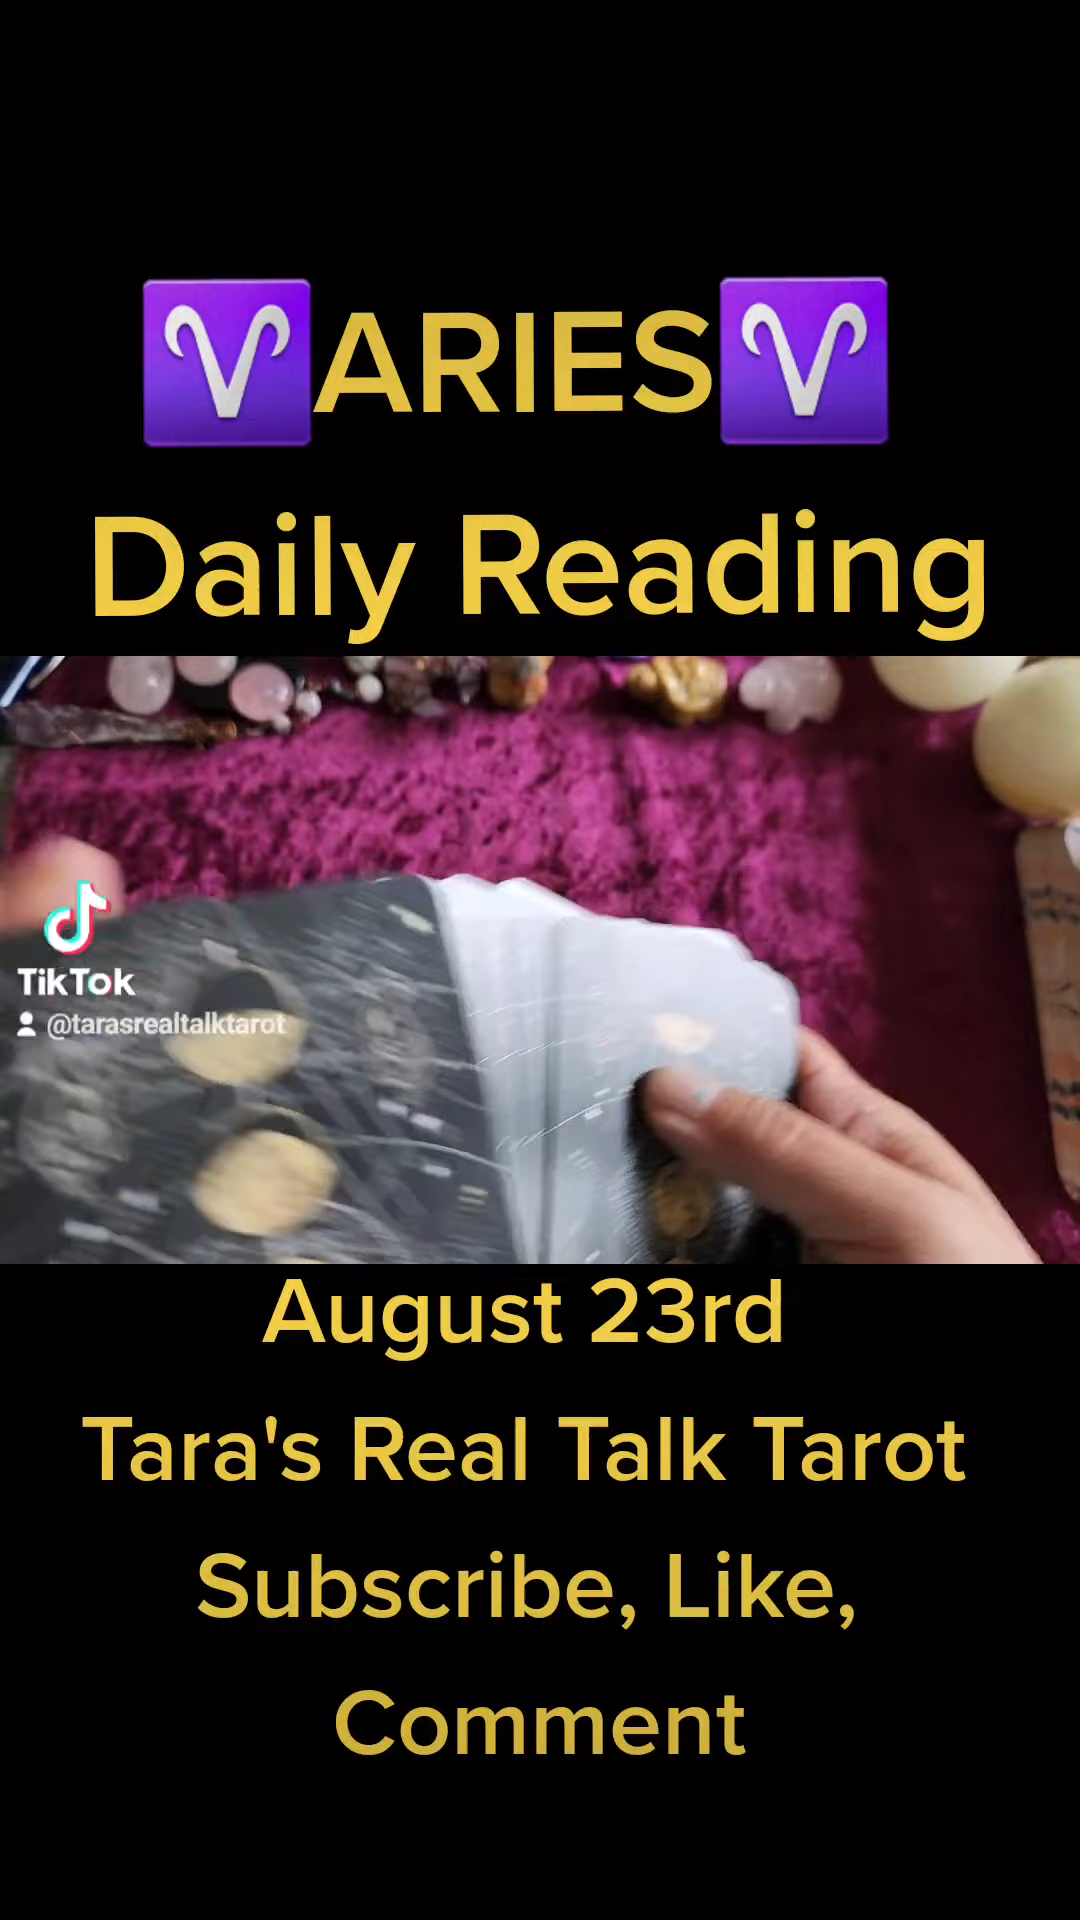 ♈ARIES♈
Daily Reading
TikTok
@tarasrealtalktarot
August 23rd
Tara's Real Talk Tarot
Subscribe, Like,
Comment